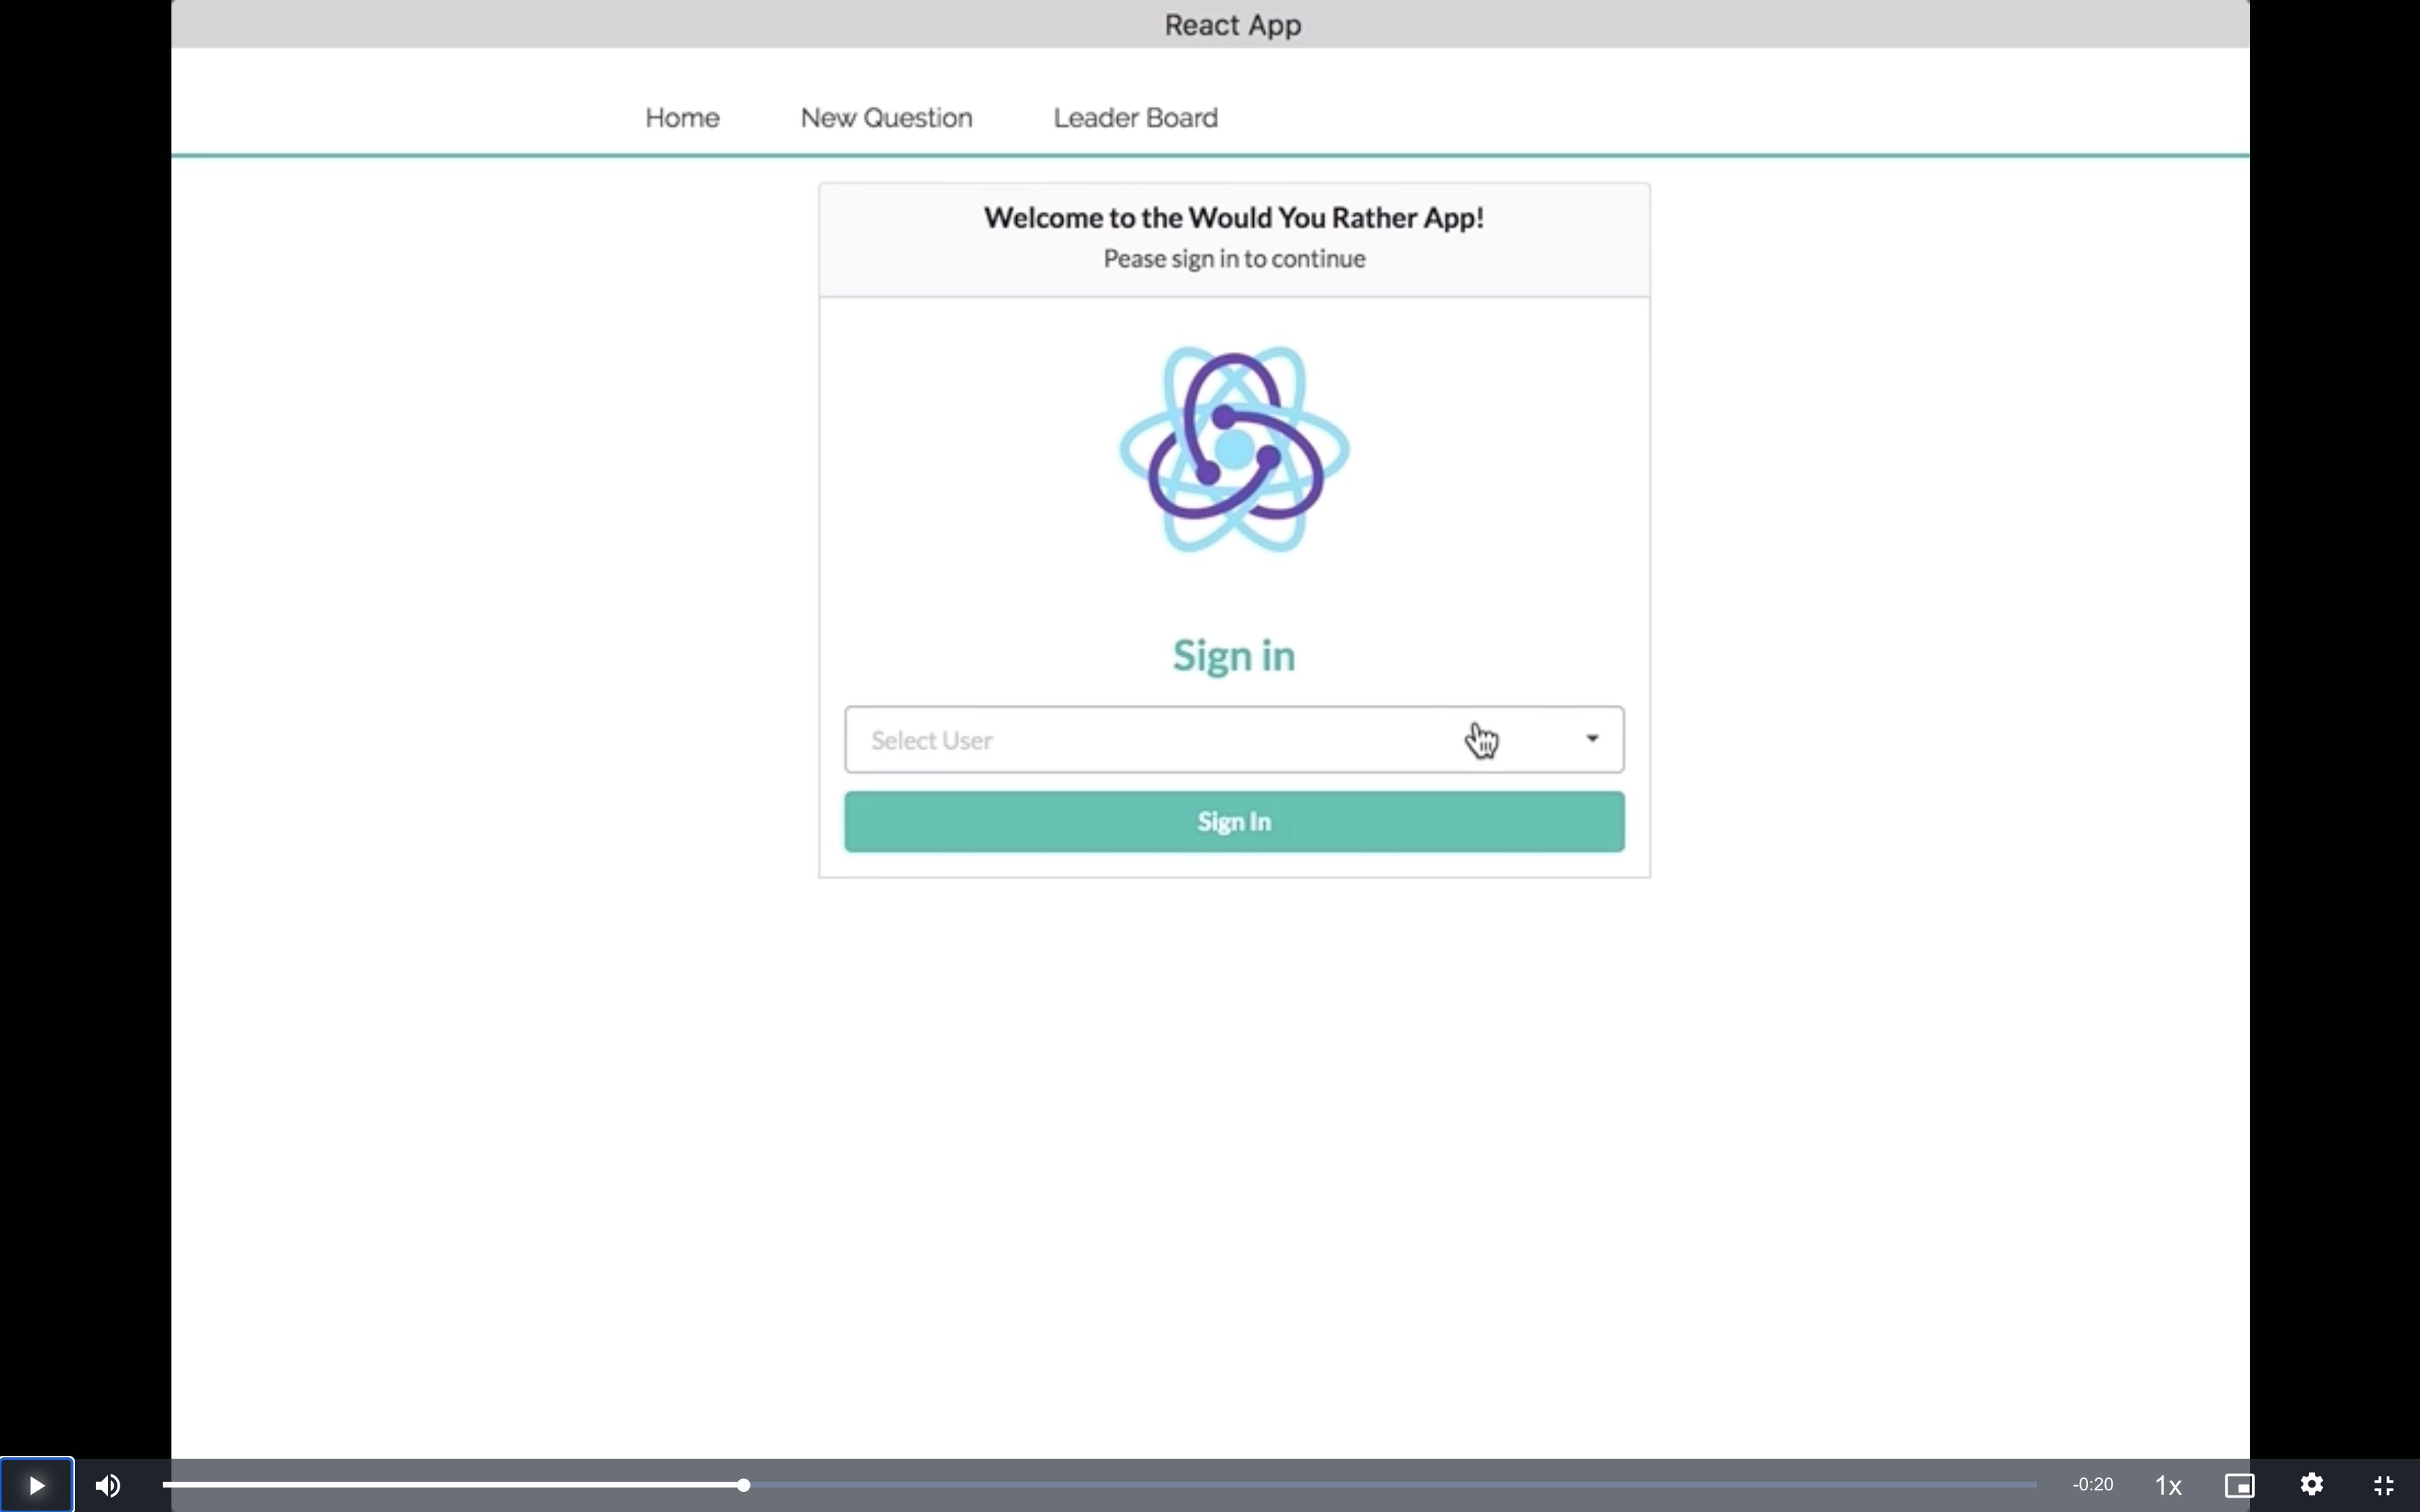 React App
Home New Question Leader Board
Welcome to the Would You Rather App!
Pease sign in to continue
Sign in
Select User
Sign In
-0:20 1x